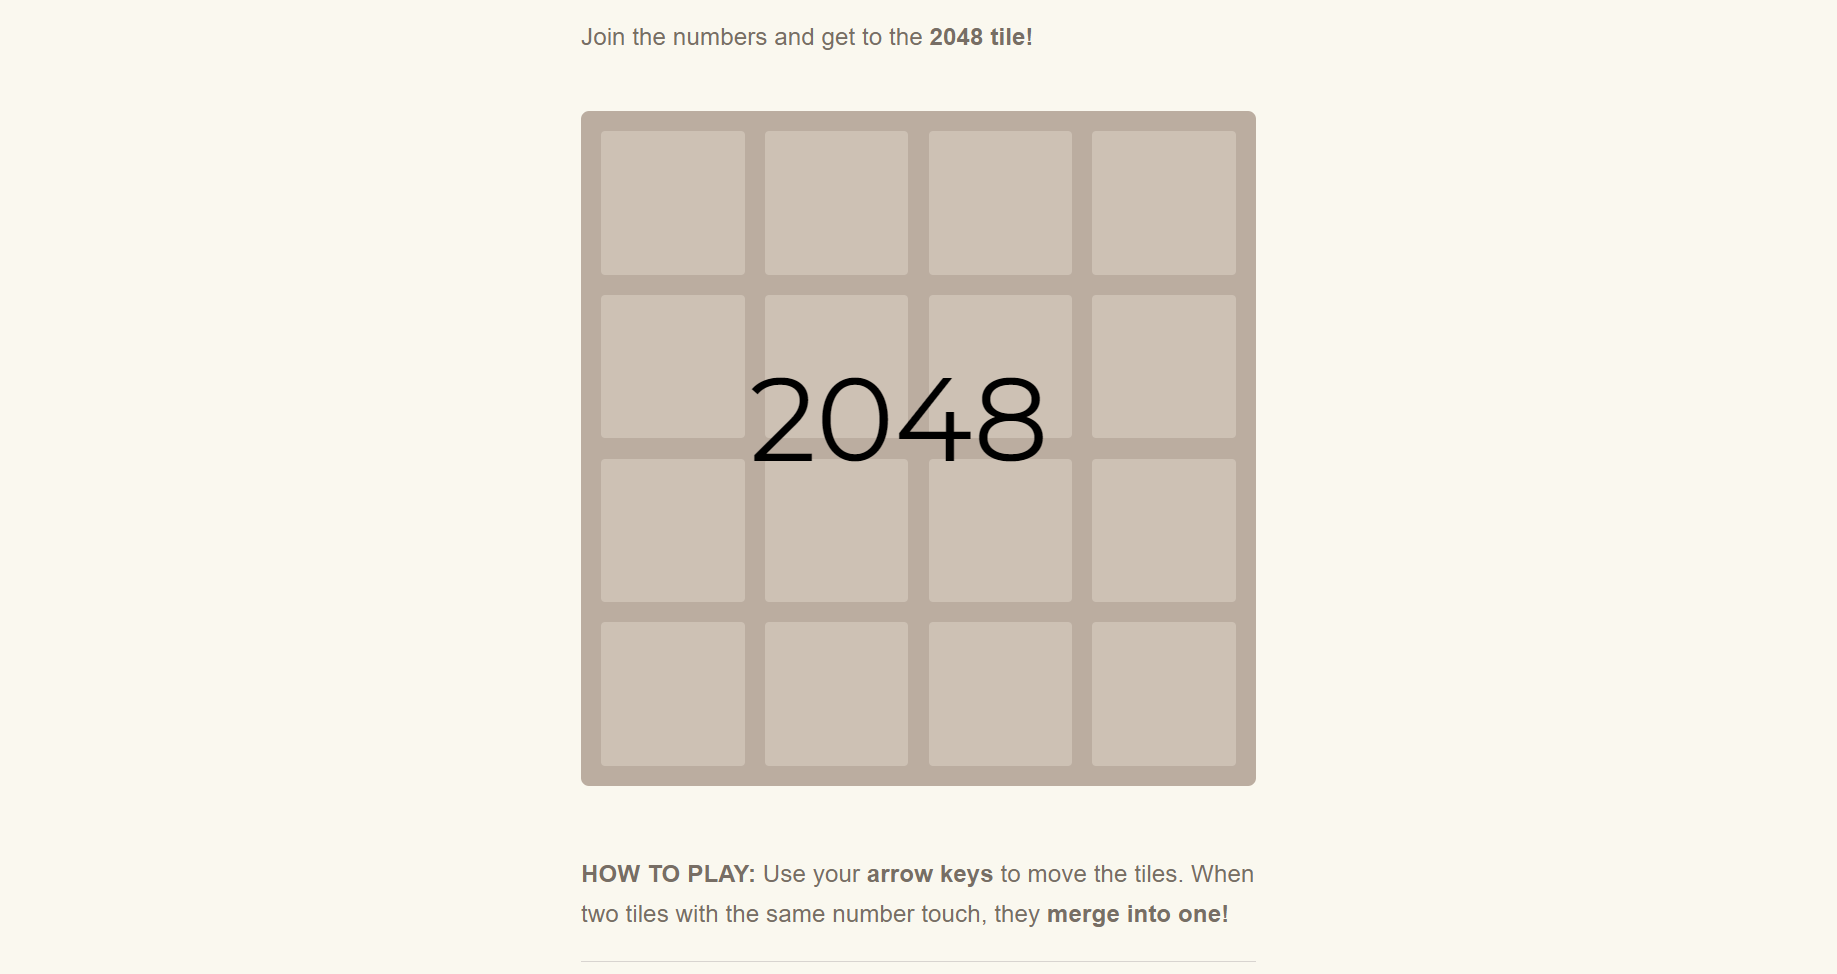 Join the numbers and get to the 2048 tile!
2048
HOW TO PLAY: Use your arrow keys to move the tiles. When
two tiles with the same number touch, they merge into one!